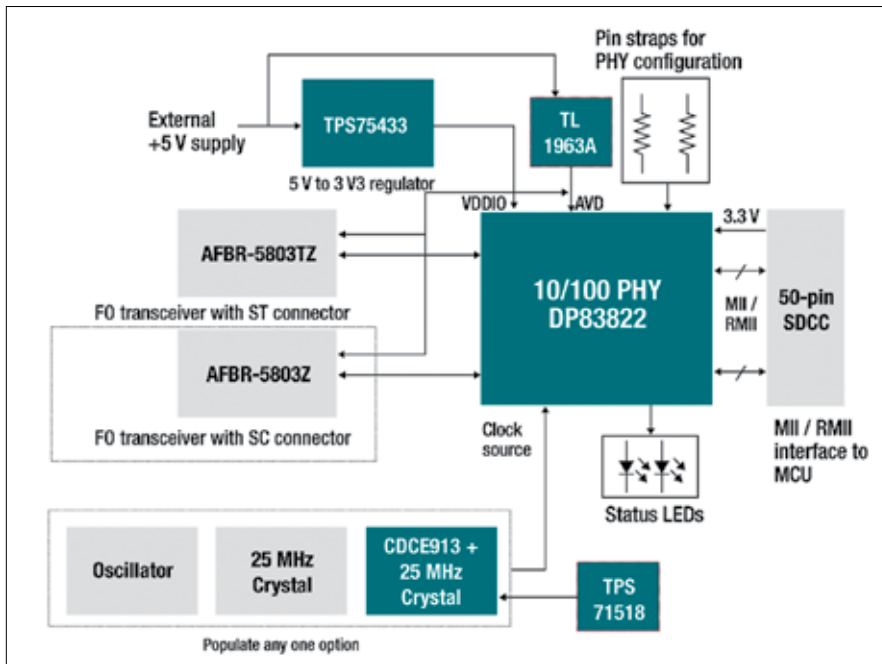 Pin straps for
PHY configuration
External
+5 V supply
TPS75433
TL
1963A
5 V to 3 V3 regulator
VDDIO
AVD
3.3 V
AFBR-5803TZ
10/100 PHY
DP83822
MII /
RMII
50-pin
SDCC
FO transceiver with ST connector
AFBR-5803Z
FO transceiver with SC connector
Clock
source
MII / RMII
interface to
MCU
Status LEDs
Oscillator
25 MHz
Crystal
CDCE913 +
25 MHz
Crystal
TPS
71518
Populate any one option